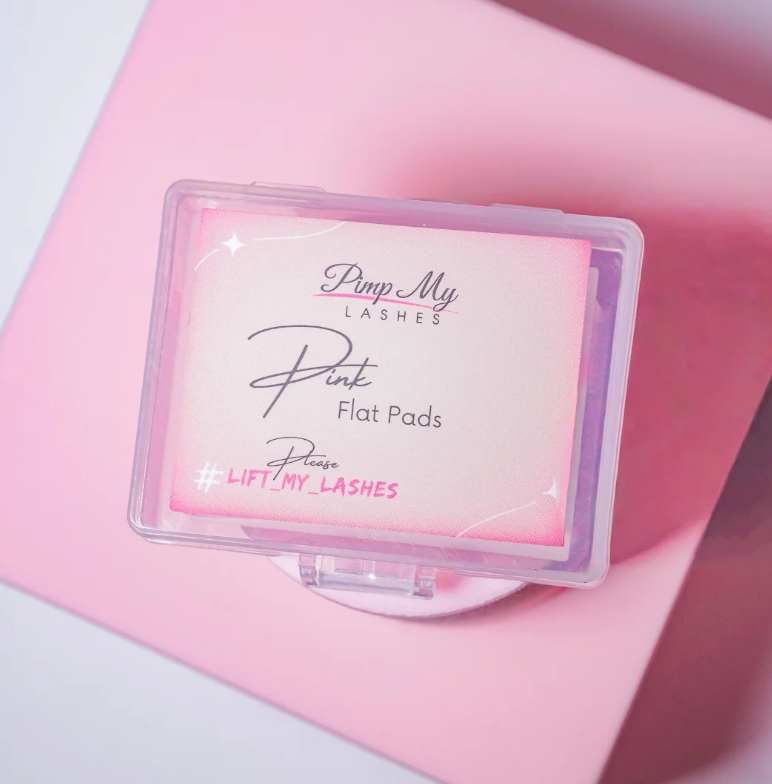 Pimp My
LASHES
Pink
Flat Pads
Please
#LIFT_MY_LASHES